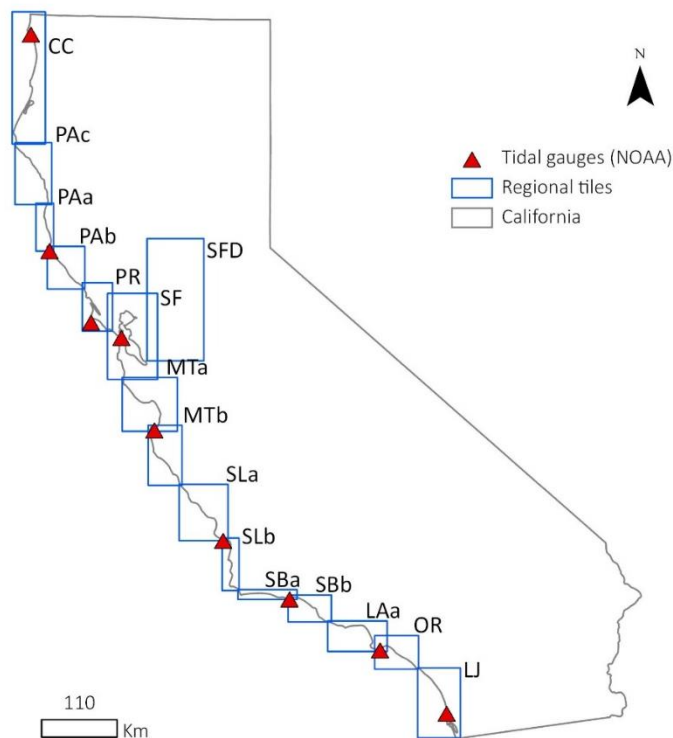 CC
N
PAc
Tidal gauges (NOAA)
Regional tiles
PAa
California
PAb
SFD
PR
SF
MTa
MTb
SLa
SLb
SBa
SBb
LAa
OR
LJ
110
Km